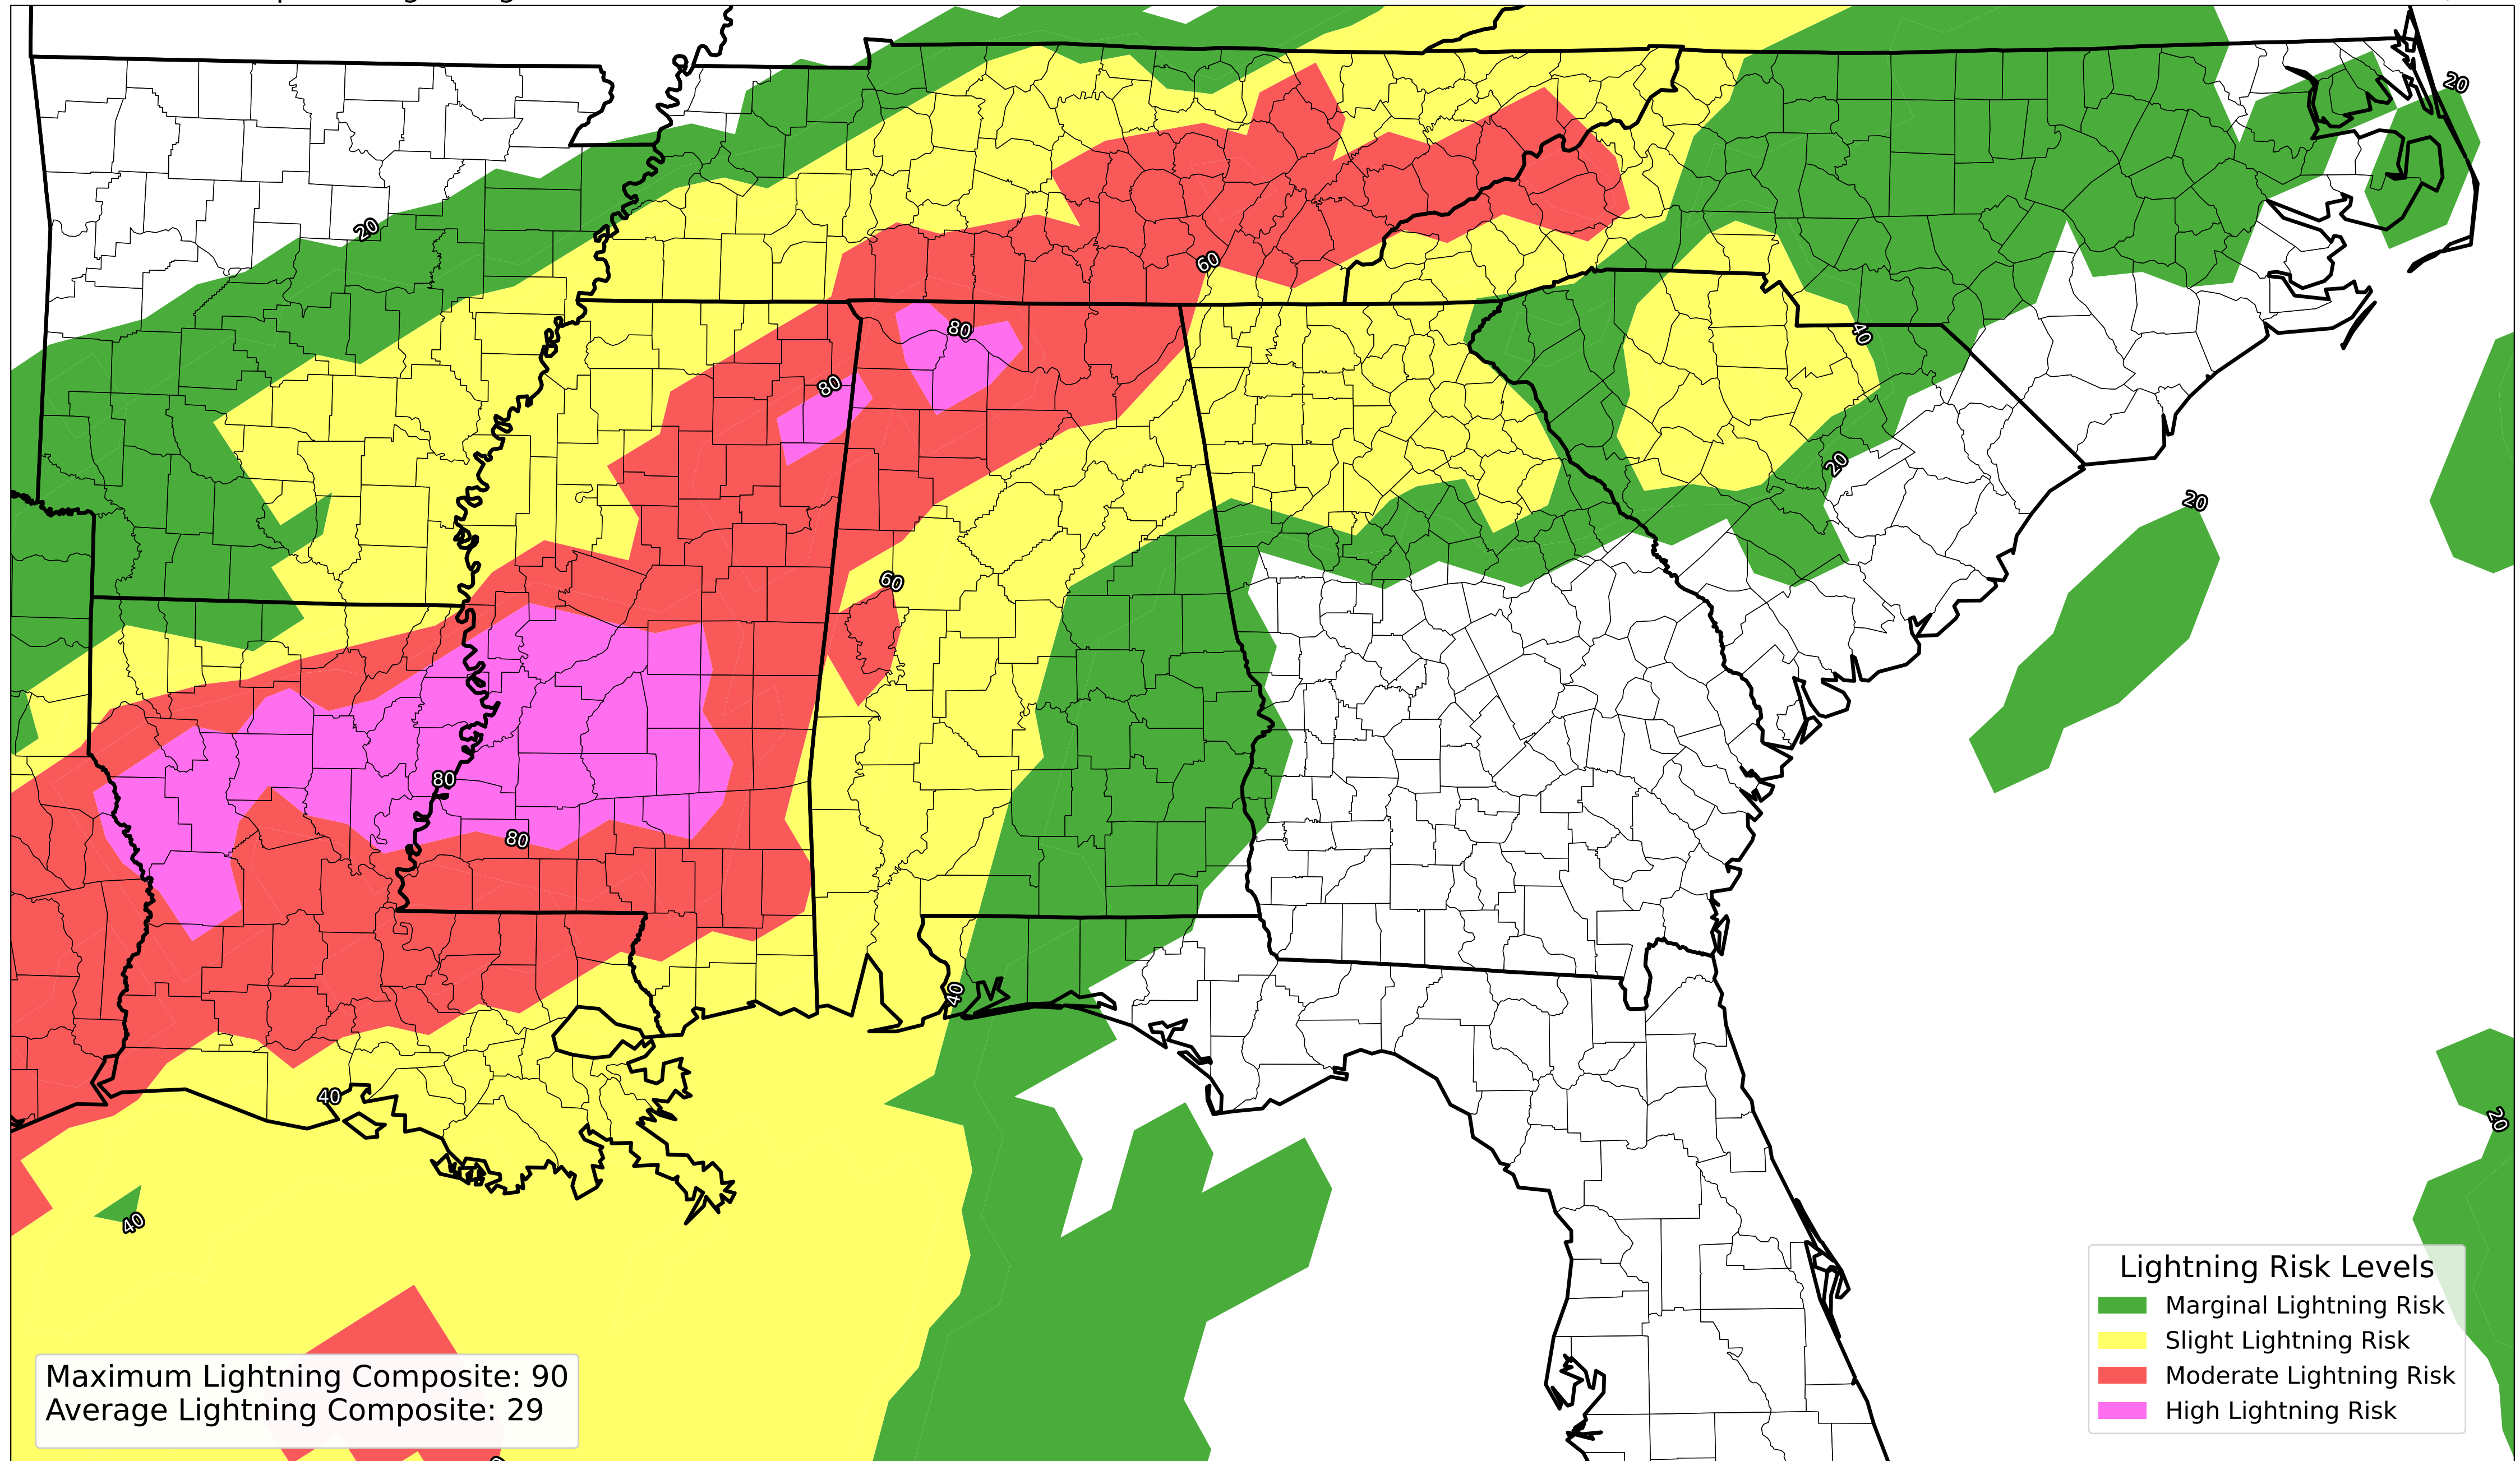 20
20
80
80
60
40
20
20
60
80
80
40
40
40
20
Lightning Risk Levels
Marginal Lightning Risk
Slight Lightning Risk
Moderate Lightning Risk
High Lightning Risk
Maximum Lightning Composite: 90
Average Lightning Composite: 29